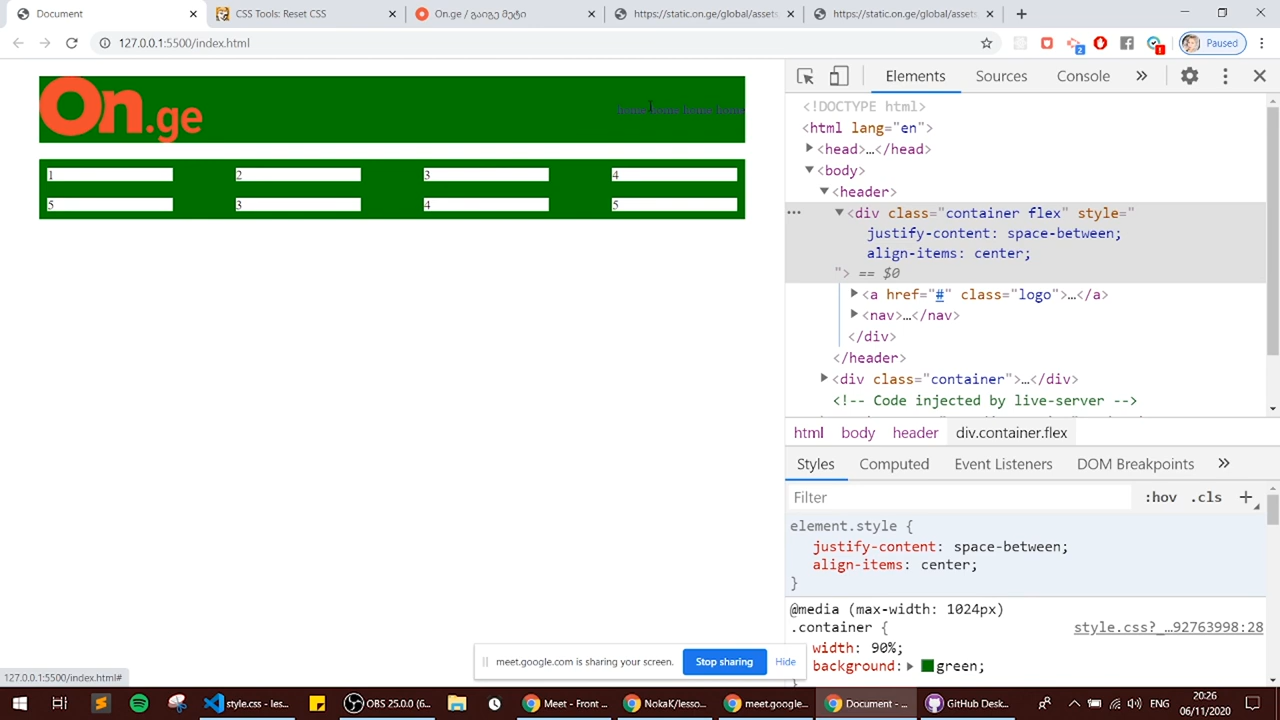 Document
CSS Tools: Reset CSS
On.ge / გაიგე მეტი
https://static.on.ge/global/assets
https://static.on.ge/global/assets
127.0.0.1:5500/index.html
2
!
Paused
On.ge
home home home home
1 2 3 4
5 3 4 5
Elements Sources Console
<!DOCTYPE html>
<html lang="en">
<head>…</head>
<body>
<header>
<div class="container flex" style="
justify-content: space-between;
align-items: center;
"> == $0
<a href="#" class="logo">…</a>
<nav>…</nav>
</div>
</header>
<div class="container">…</div>
<!-- Code injected by live-server -->
html body header div.container.flex
Styles Computed Event Listeners DOM Breakpoints
Filter :hov .cls +
element.style {
justify-content: space-between;
align-items: center;
}
@media (max-width: 1024px)
.container { style.css?_…92763998:28
width: 90%;
background: green;
meet.google.com is sharing your screen. Stop sharing Hide
127.0.0.1:5500/index.html#
style.css - les...
OBS 25.0.0 (6...
Meet - Front ...
NokaK/lesso...
meet.google...
Document - ...
GitHub Desk...
ENG
20:26
06/11/2020